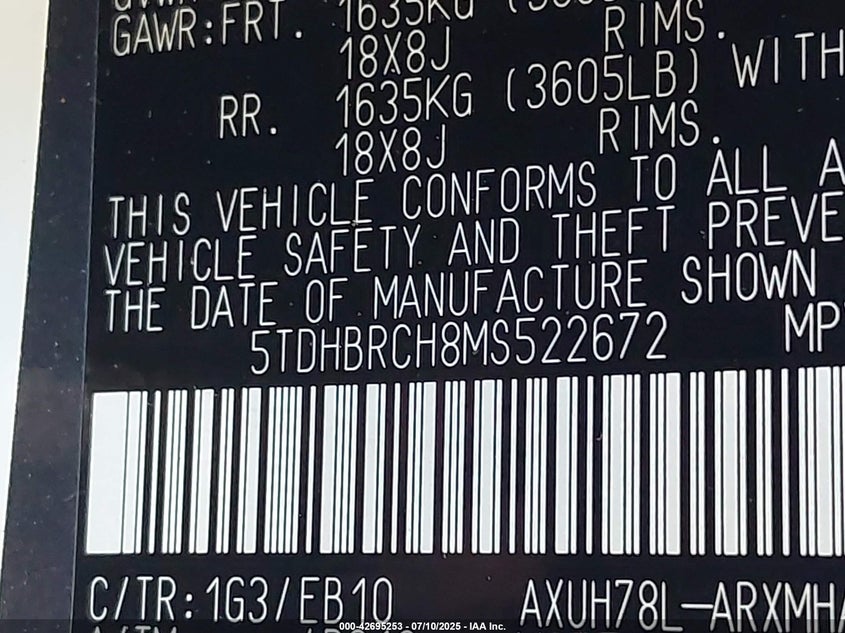 GAWR:FRT. 1635KG
18X8J RIMS.
RR. 1635KG (3605LB) WITH
18X8J RIMS.
THIS VEHICLE CONFORMS TO ALL A
VEHICLE SAFETY AND THEFT PREVE
THE DATE OF MANUFACTURE SHOWN
5TDHBRCH8MS522672 MP
C/TR:1G3/EB10 AXUH78L-ARXMHA
000-42695253 - 07/10/2025 - IAA Inc.